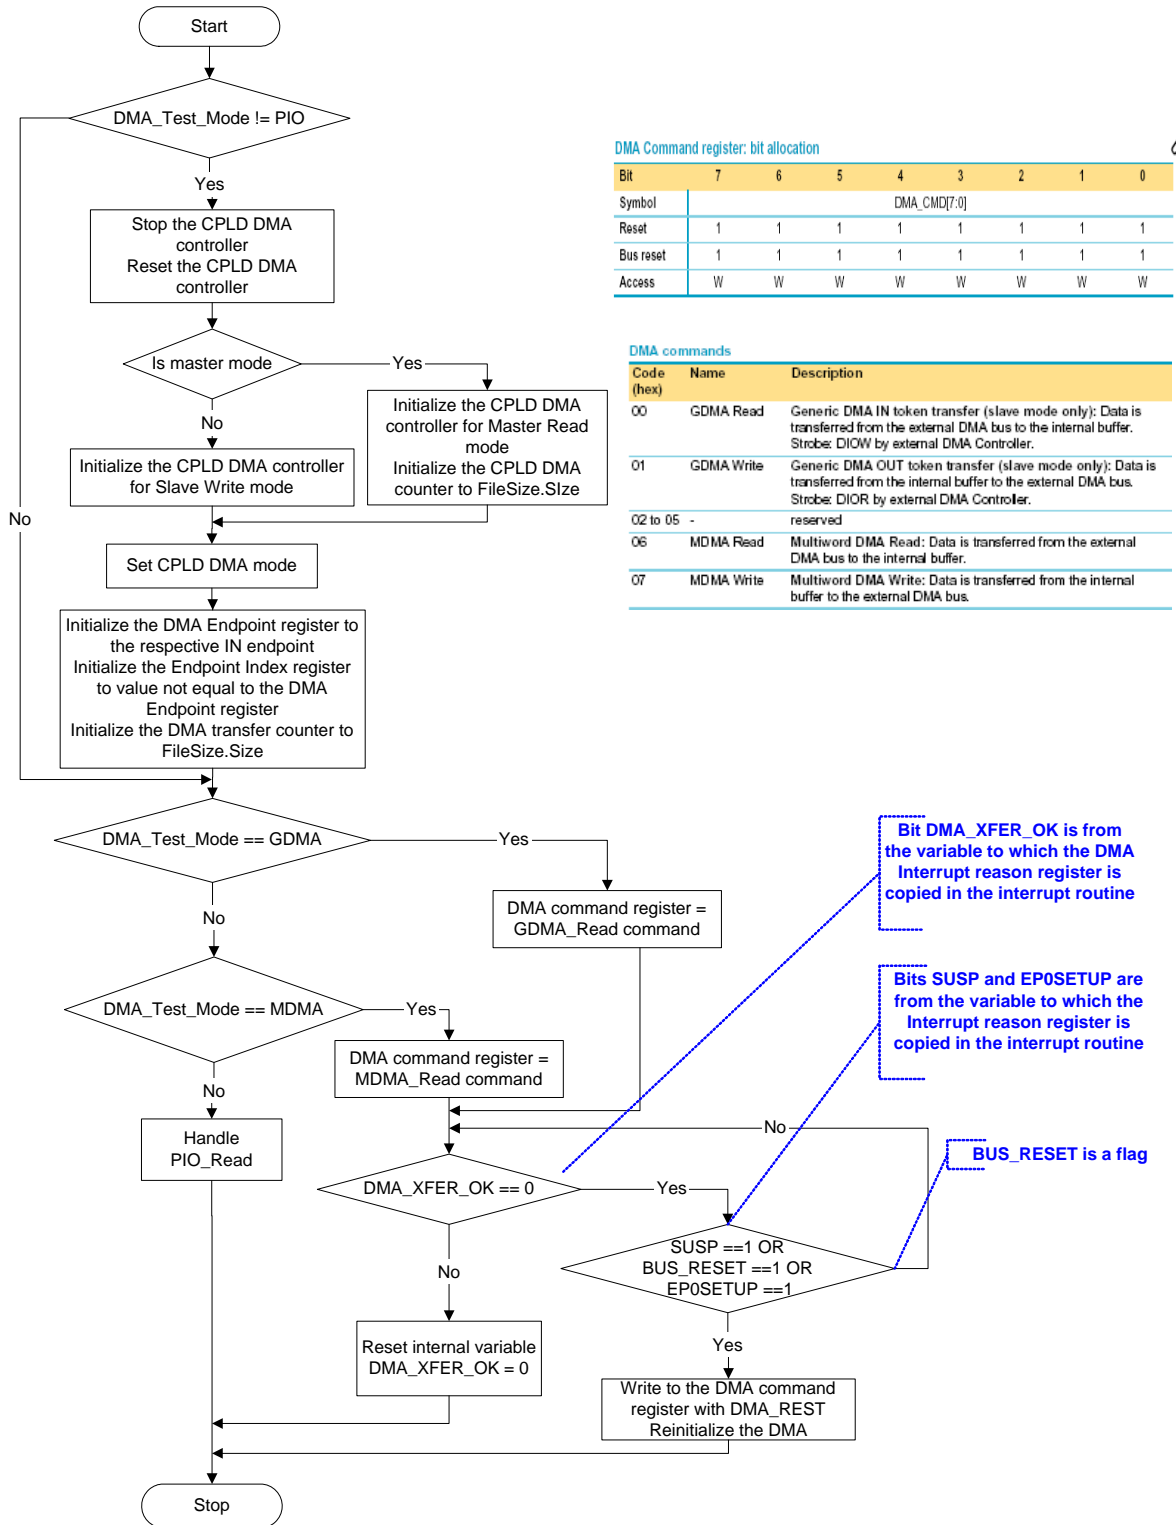 Start
DMA_Test_Mode != PIO
Yes
Stop the CPLD DMA
controller
Reset the CPLD DMA
controller
Is master mode
Yes
No
Initialize the CPLD DMA
controller for Master Read
mode
Initialize the CPLD DMA
counter to FileSize.SIze
Initialize the CPLD DMA controller
for Slave Write mode
No
Set CPLD DMA mode
Initialize the DMA Endpoint register to
the respective IN endpoint
Initialize the Endpoint Index register
to value not equal to the DMA
Endpoint register
Initialize the DMA transfer counter to
FileSize.Size
DMA_Test_Mode == GDMA
Yes
No
DMA command register =
GDMA_Read command
DMA_Test_Mode == MDMA
Yes
No
DMA command register =
MDMA_Read command
Handle
PIO_Read
No
DMA_XFER_OK == 0
Yes
No
SUSP ==1 OR
BUS_RESET ==1 OR
EP0SETUP ==1
Yes
Reset internal variable
DMA_XFER_OK = 0
Write to the DMA command
register with DMA_REST
Reinitialize the DMA
Stop
DMA Command register: bit allocation
Bit 7 6 5 4 3 2 1 0
Symbol DMA_CMD[7:0]
Reset 1 1 1 1 1 1 1 1
Bus reset 1 1 1 1 1 1 1 1
Access W W W W W W W W
DMA commands
Code Name Description
(hex)
00 GDMA Read Generic DMA IN token transfer (slave mode only): Data is
transferred from the external DMA bus to the internal buffer.
Strobe: DIOW by external DMA Controller.
01 GDMA Write Generic DMA OUT token transfer (slave mode only): Data is
transferred from the internal buffer to the external DMA bus.
Strobe: DIOR by external DMA Controller.
02 to 05 - reserved
06 MDMA Read Multiword DMA Read: Data is transferred from the external
DMA bus to the internal buffer.
07 MDMA Write Multiword DMA Write: Data is transferred from the internal
buffer to the external DMA bus.
Bit DMA_XFER_OK is from
the variable to which the DMA
Interrupt reason register is
copied in the interrupt routine
Bits SUSP and EP0SETUP are
from the variable to which the
Interrupt reason register is
copied in the interrupt routine
BUS_RESET is a flag